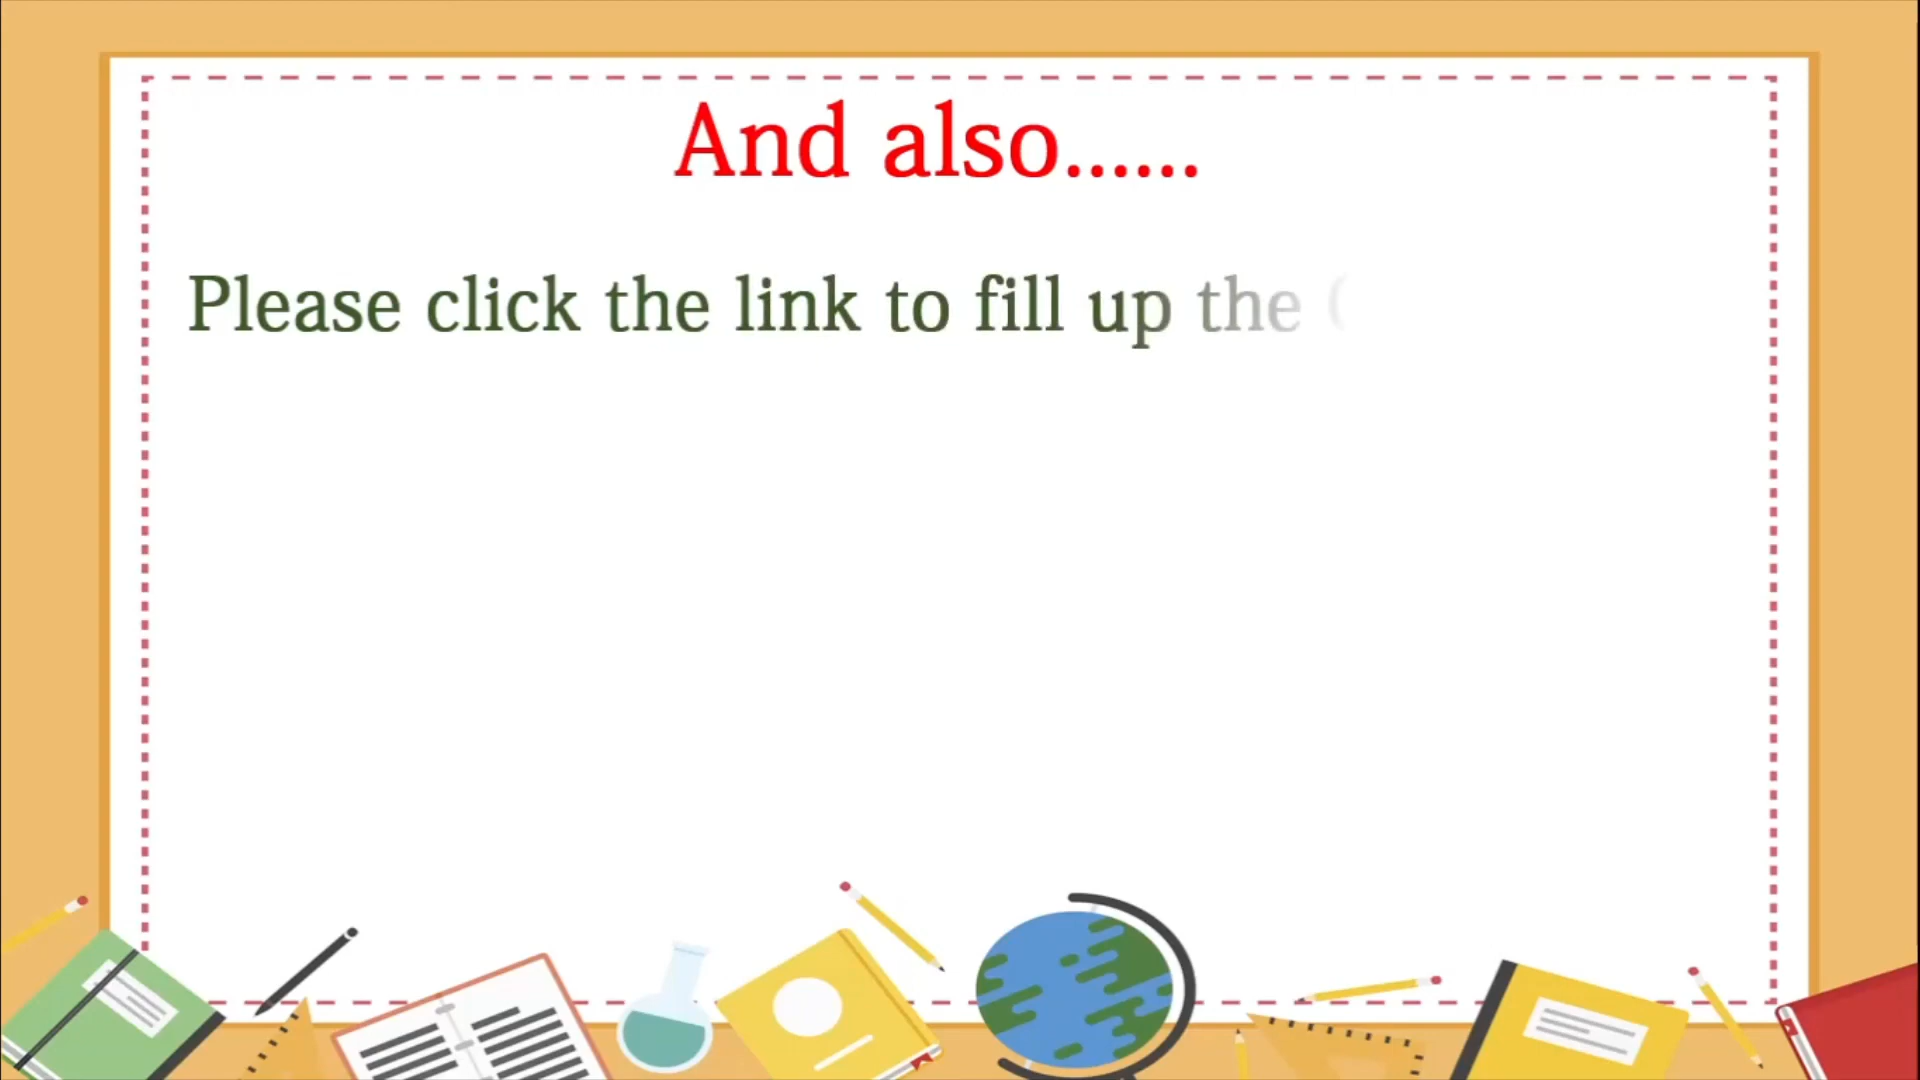 And also......
Please click the link to fill up the